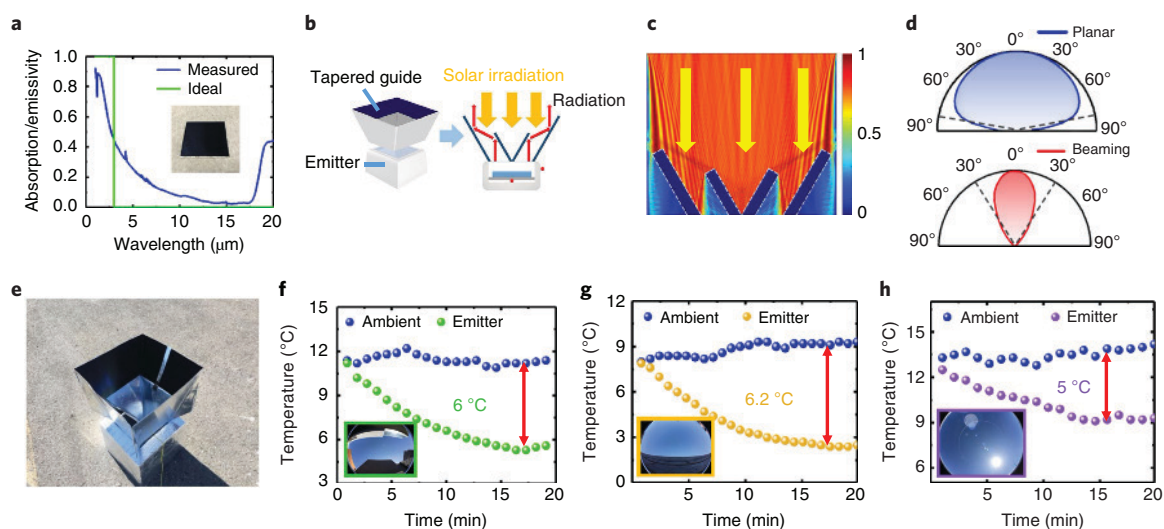 a
Absorption/emissivity
1.0
0.8
0.6
0.4
0.2
0.0
0 5 10 15 20
Wavelength (μm)
Measured
Ideal
b
Tapered guide
Emitter
Solar irradiation
Radiation
c
1
0.5
0
d
0°
30° 30°
60° 60°
90° 90°
Planar
0°
30° 30°
60° 60°
90° 90°
Beaming
e
f
Temperature (°C)
15
12
9
6
3
0 5 10 15 20
Time (min)
Ambient Emitter
6 °C
g
Temperature (°C)
12
9
6
3
0
5 10 15 20
Time (min)
Ambient Emitter
6.2 °C
h
Temperature (°C)
15
12
9
6
5 10 15 20
Time (min)
Ambient Emitter
5 °C